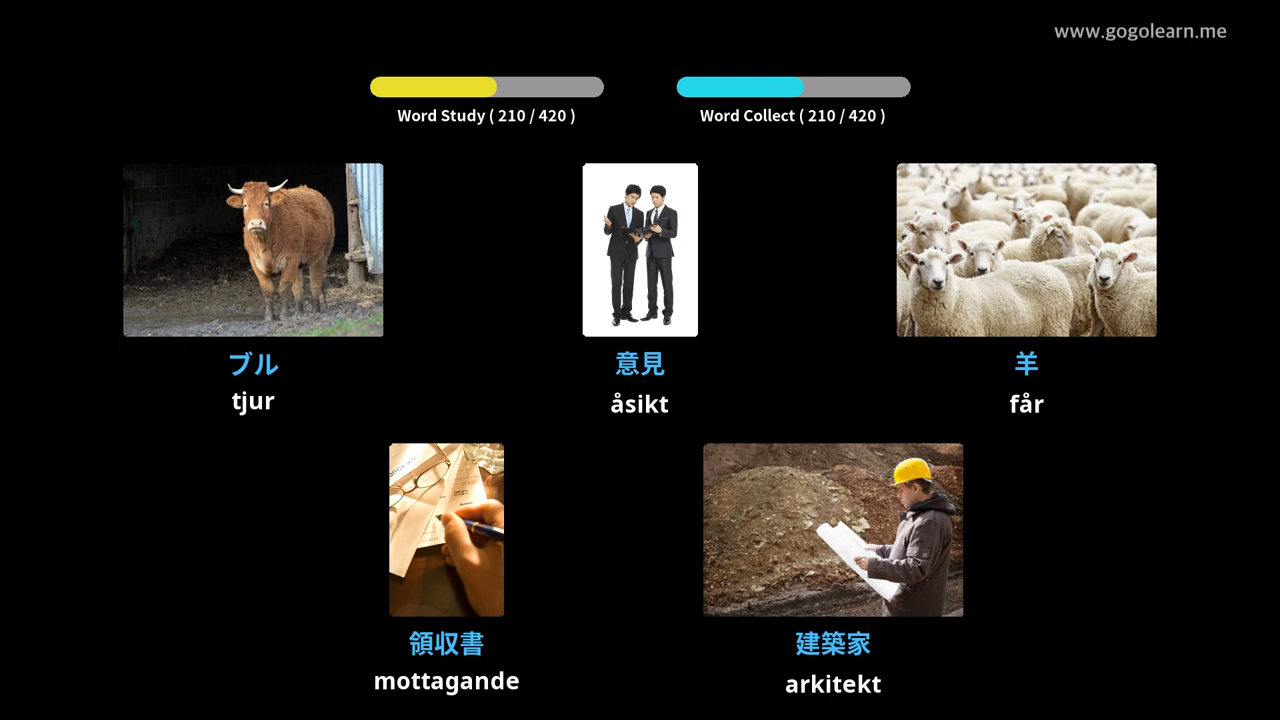 www.gogolearn.me
Word Study ( 210 / 420 )
Word Collect ( 210 / 420 )
ブル
tjur
意見
åsikt
羊
får
領収書
mottagande
建築家
arkitekt